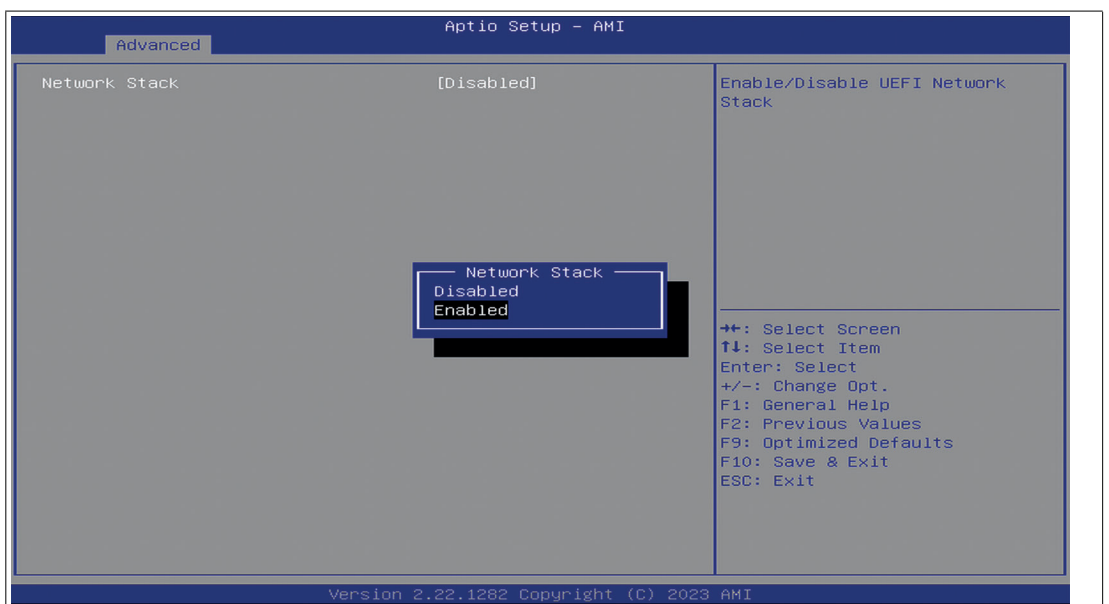 Aptio Setup - AMI
Advanced
Network Stack [Disabled]
Enable/Disable UEFI Network
Stack
Network Stack
Disabled
Enabled
→←: Select Screen
↑↓: Select Item
Enter: Select
+/-: Change Opt.
F1: General Help
F2: Previous Values
F9: Optimized Defaults
F10: Save & Exit
ESC: Exit
Version 2.22.1282 Copyright (C) 2023 AMI